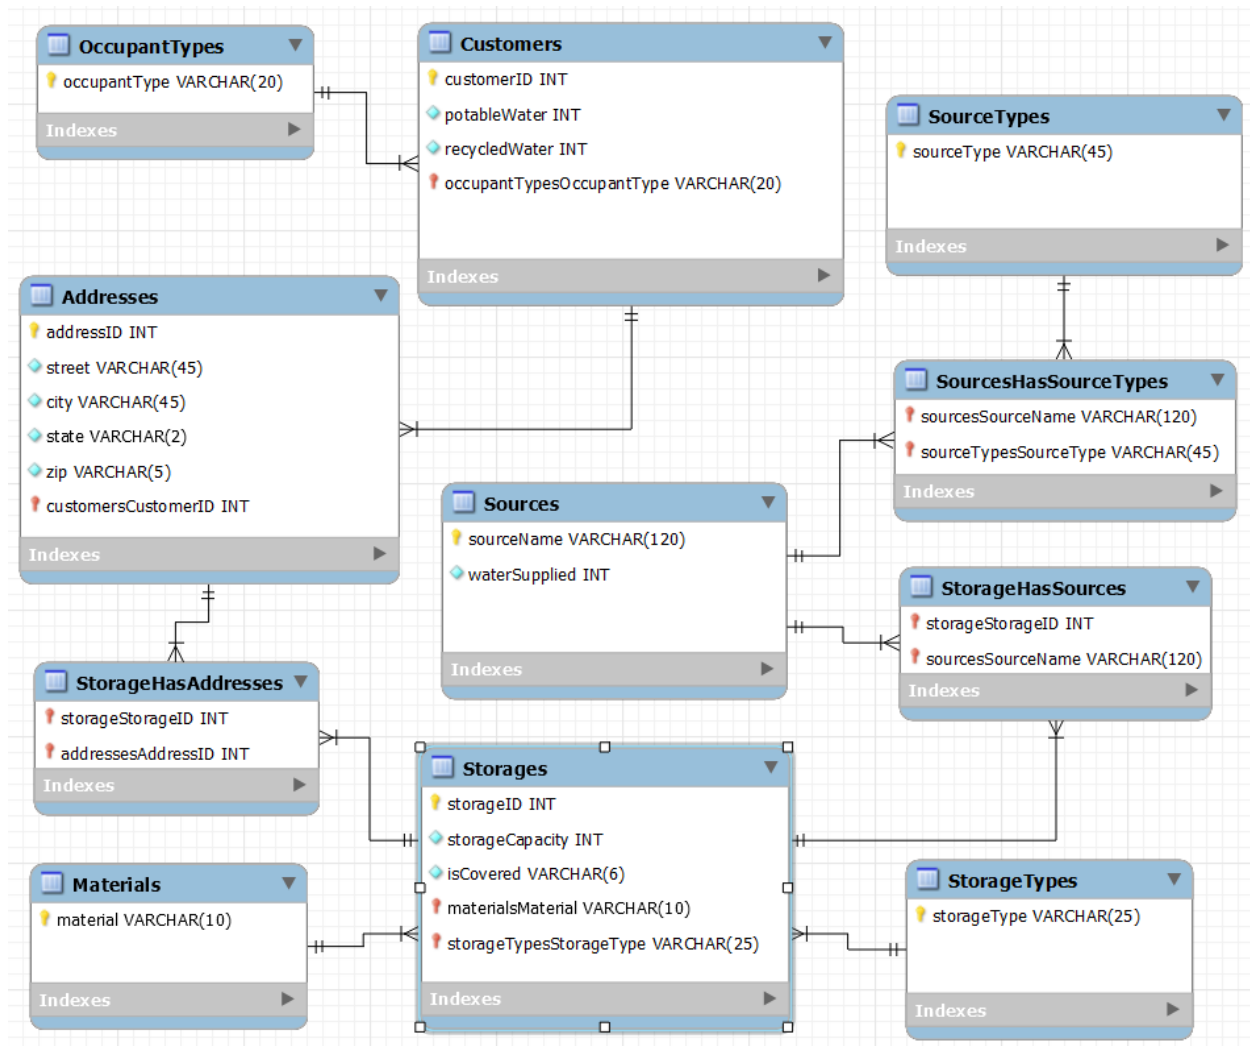 OccupantTypes
occupantType VARCHAR(20)
Indexes
Customers
customerID INT
potableWater INT
recycledWater INT
occupantTypesOccupantType VARCHAR(20)
Indexes
SourceTypes
sourceType VARCHAR(45)
Indexes
Addresses
addressID INT
street VARCHAR(45)
city VARCHAR(45)
state VARCHAR(2)
zip VARCHAR(5)
customersCustomerID INT
Indexes
SourcesHasSourceTypes
sourcesSourceName VARCHAR(120)
sourceTypesSourceType VARCHAR(45)
Indexes
Sources
sourceName VARCHAR(120)
waterSupplied INT
Indexes
StorageHasSources
storageStorageID INT
sourcesSourceName VARCHAR(120)
Indexes
StorageHasAddresses
storageStorageID INT
addressesAddressID INT
Indexes
Storages
storageID INT
storageCapacity INT
isCovered VARCHAR(6)
materialsMaterial VARCHAR(10)
storageTypesStorageType VARCHAR(25)
Indexes
Materials
material VARCHAR(10)
Indexes
StorageTypes
storageType VARCHAR(25)
Indexes